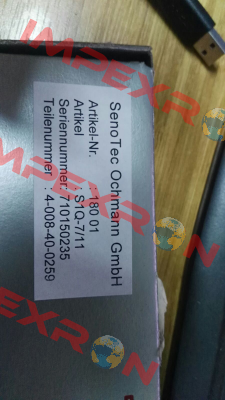 SenoTec Ochmann GmbH
Artikel-Nr. : 180 01
Artikel : S1Q-7/11
Seriennummer: 710150235
Teilenummer : 4-008-40-0259
IMPEXRON
IMPEXRON